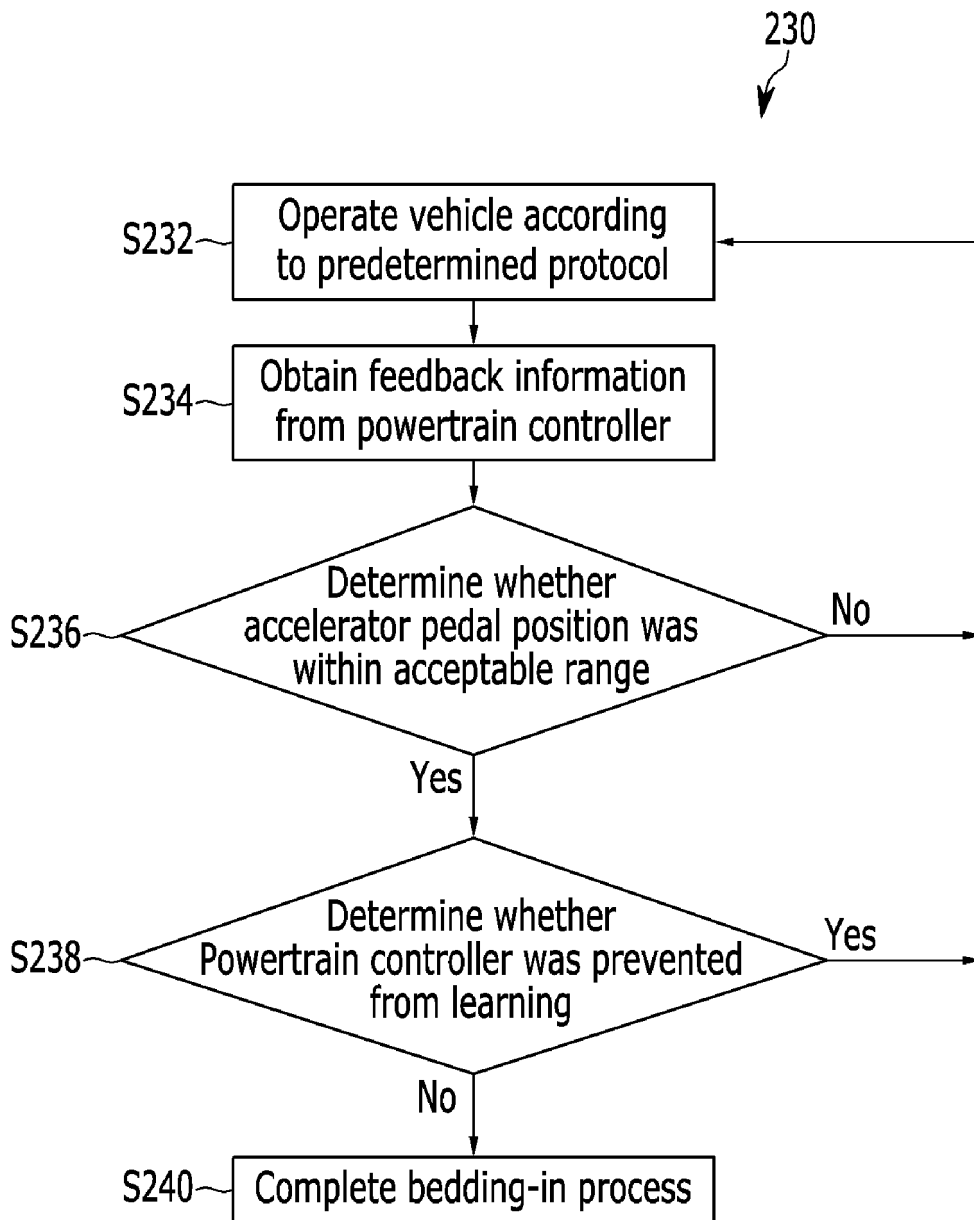 230
S232
Operate vehicle according
to predetermined protocol
S234
Obtain feedback information
from powertrain controller
S236
Determine whether
accelerator pedal position was
within acceptable range
No
Yes
S238
Determine whether
Powertrain controller was prevented
from learning
Yes
No
S240
Complete bedding-in process